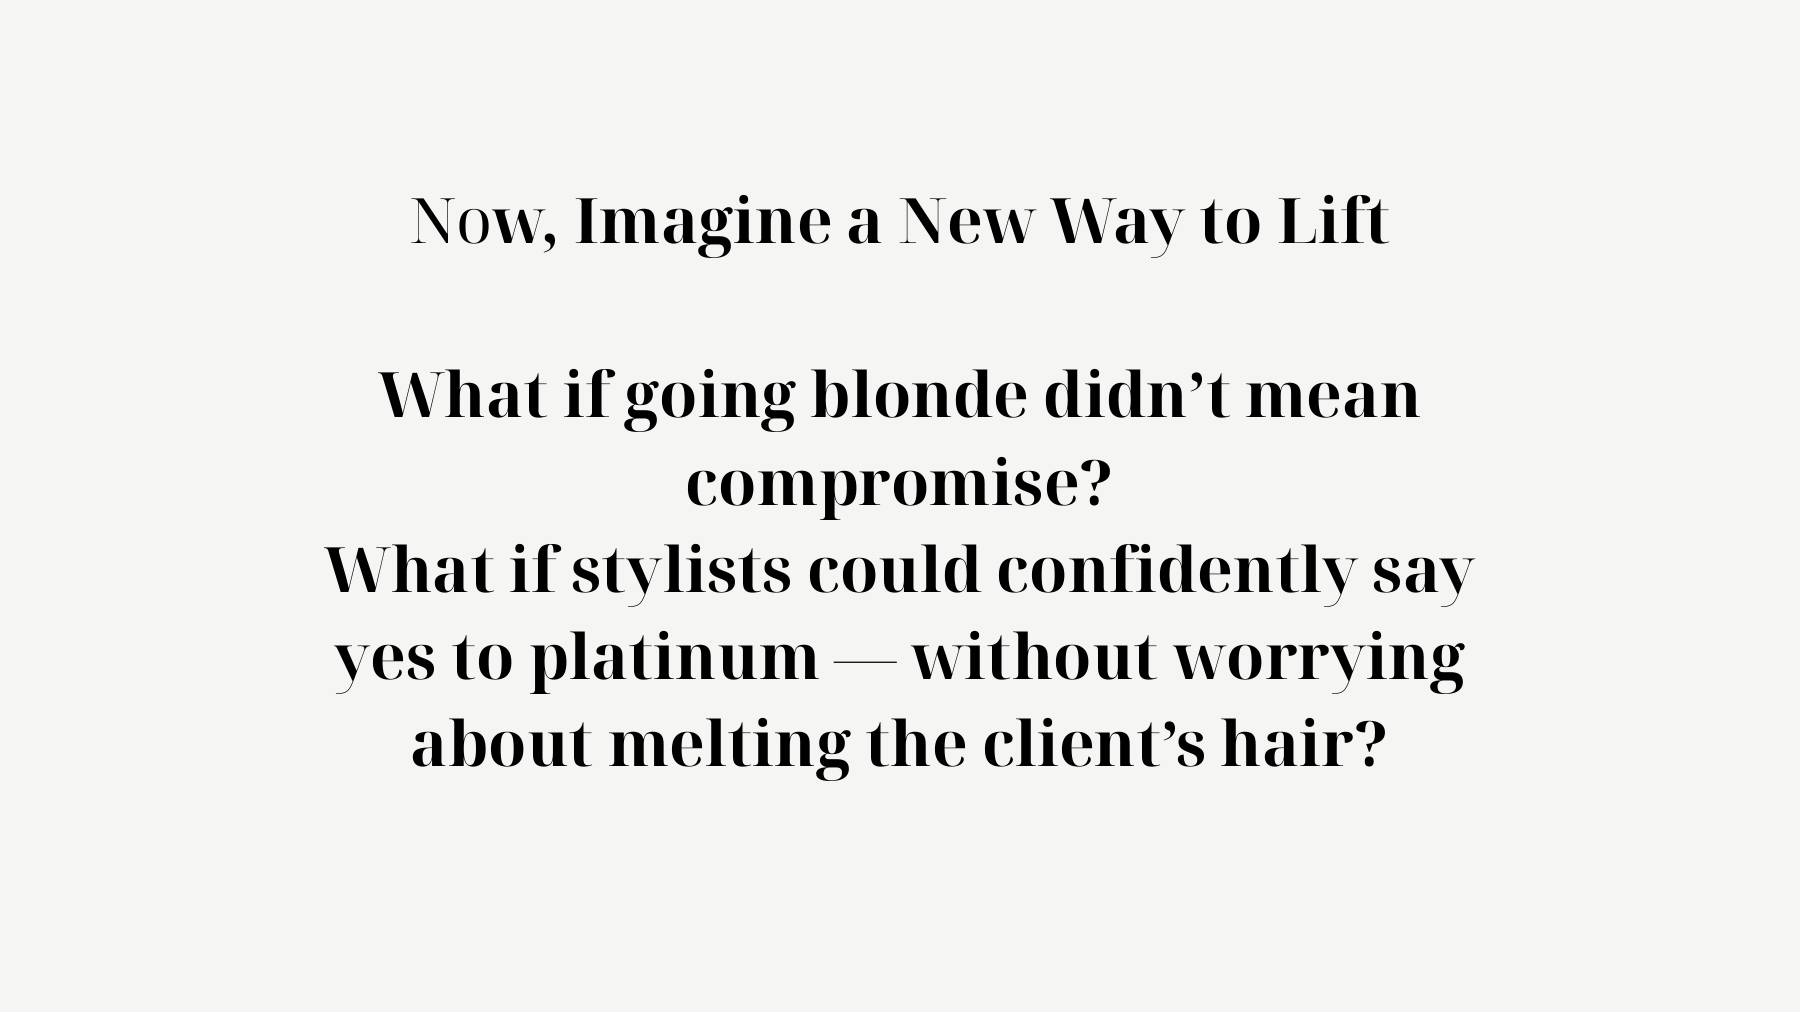 Now, Imagine a New Way to Lift
What if going blonde didn’t mean
compromise?
What if stylists could confidently say
yes to platinum — without worrying
about melting the client’s hair?